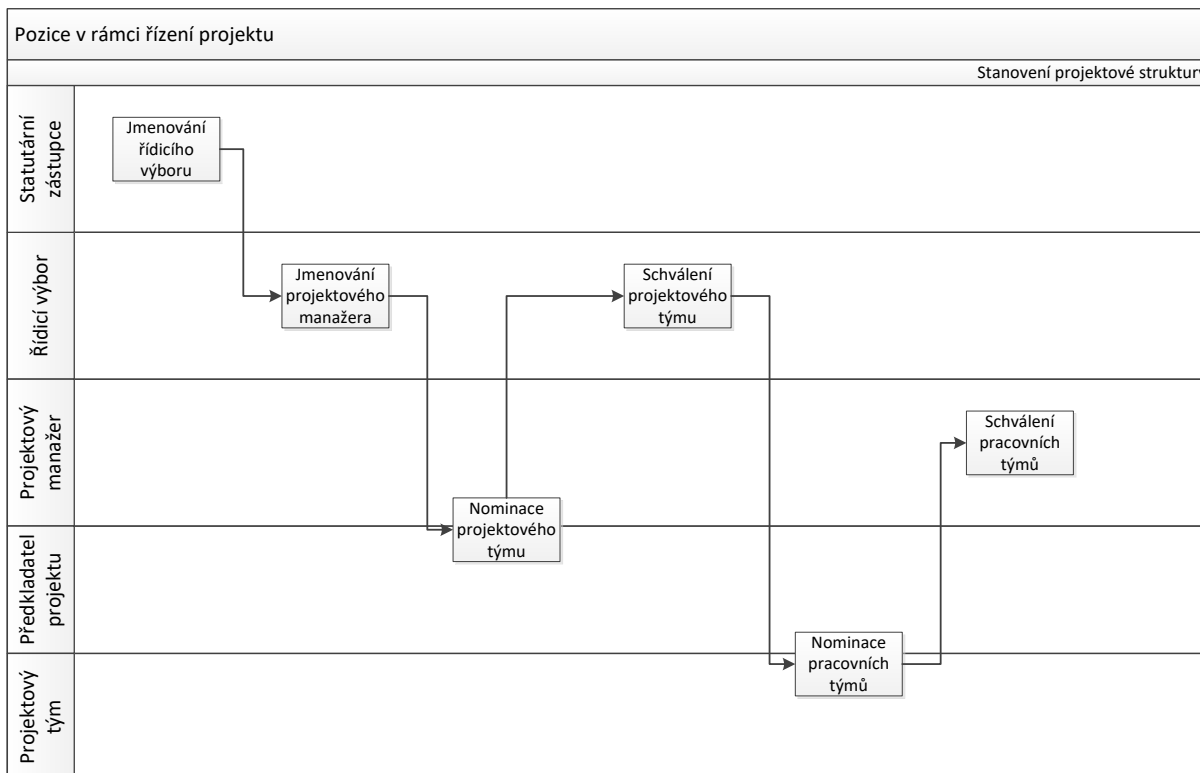 Pozice v rámci řízení projektu
Stanovení projektové struktury
Statutární
zástupce
Jmenování
řídicího
výboru
Řídicí výbor
Jmenování
projektového
manažera
Schválení
projektového
týmu
Projektový
manažer
Schválení
pracovních
týmů
Nominace
projektového
týmu
Předkladatel
projektu
Nominace
pracovních
týmů
Projektový
tým